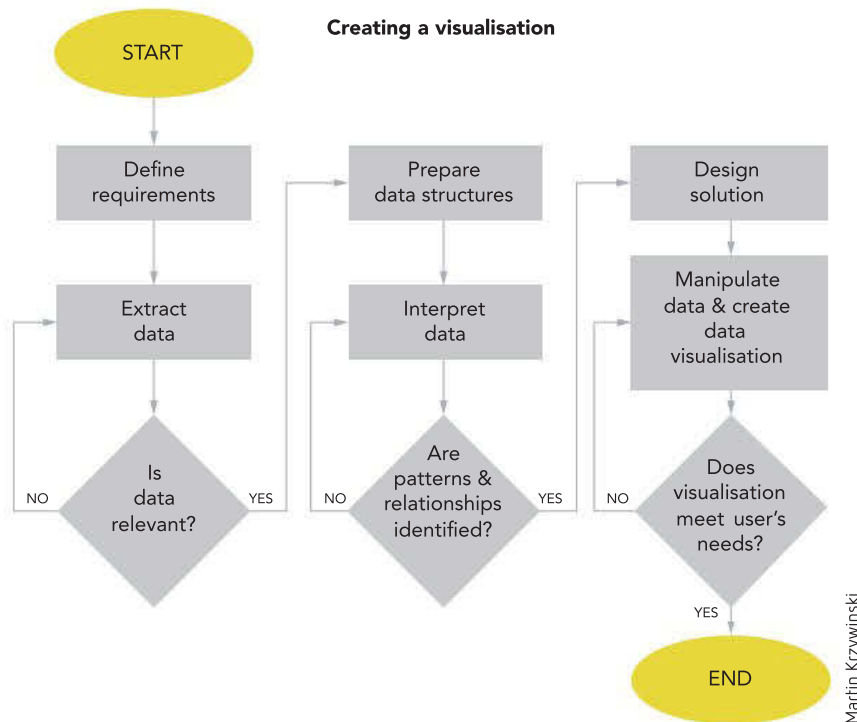 Creating a visualisation
START
Define
requirements
Extract
data
Is
data
relevant?
NO
YES
Prepare
data structures
Interpret
data
Are
patterns &
relationships
identified?
NO
YES
Design
solution
Manipulate
data & create
data
visualisation
Does
visualisation
meet user's
needs?
NO
YES
END
Martin Krzywinski